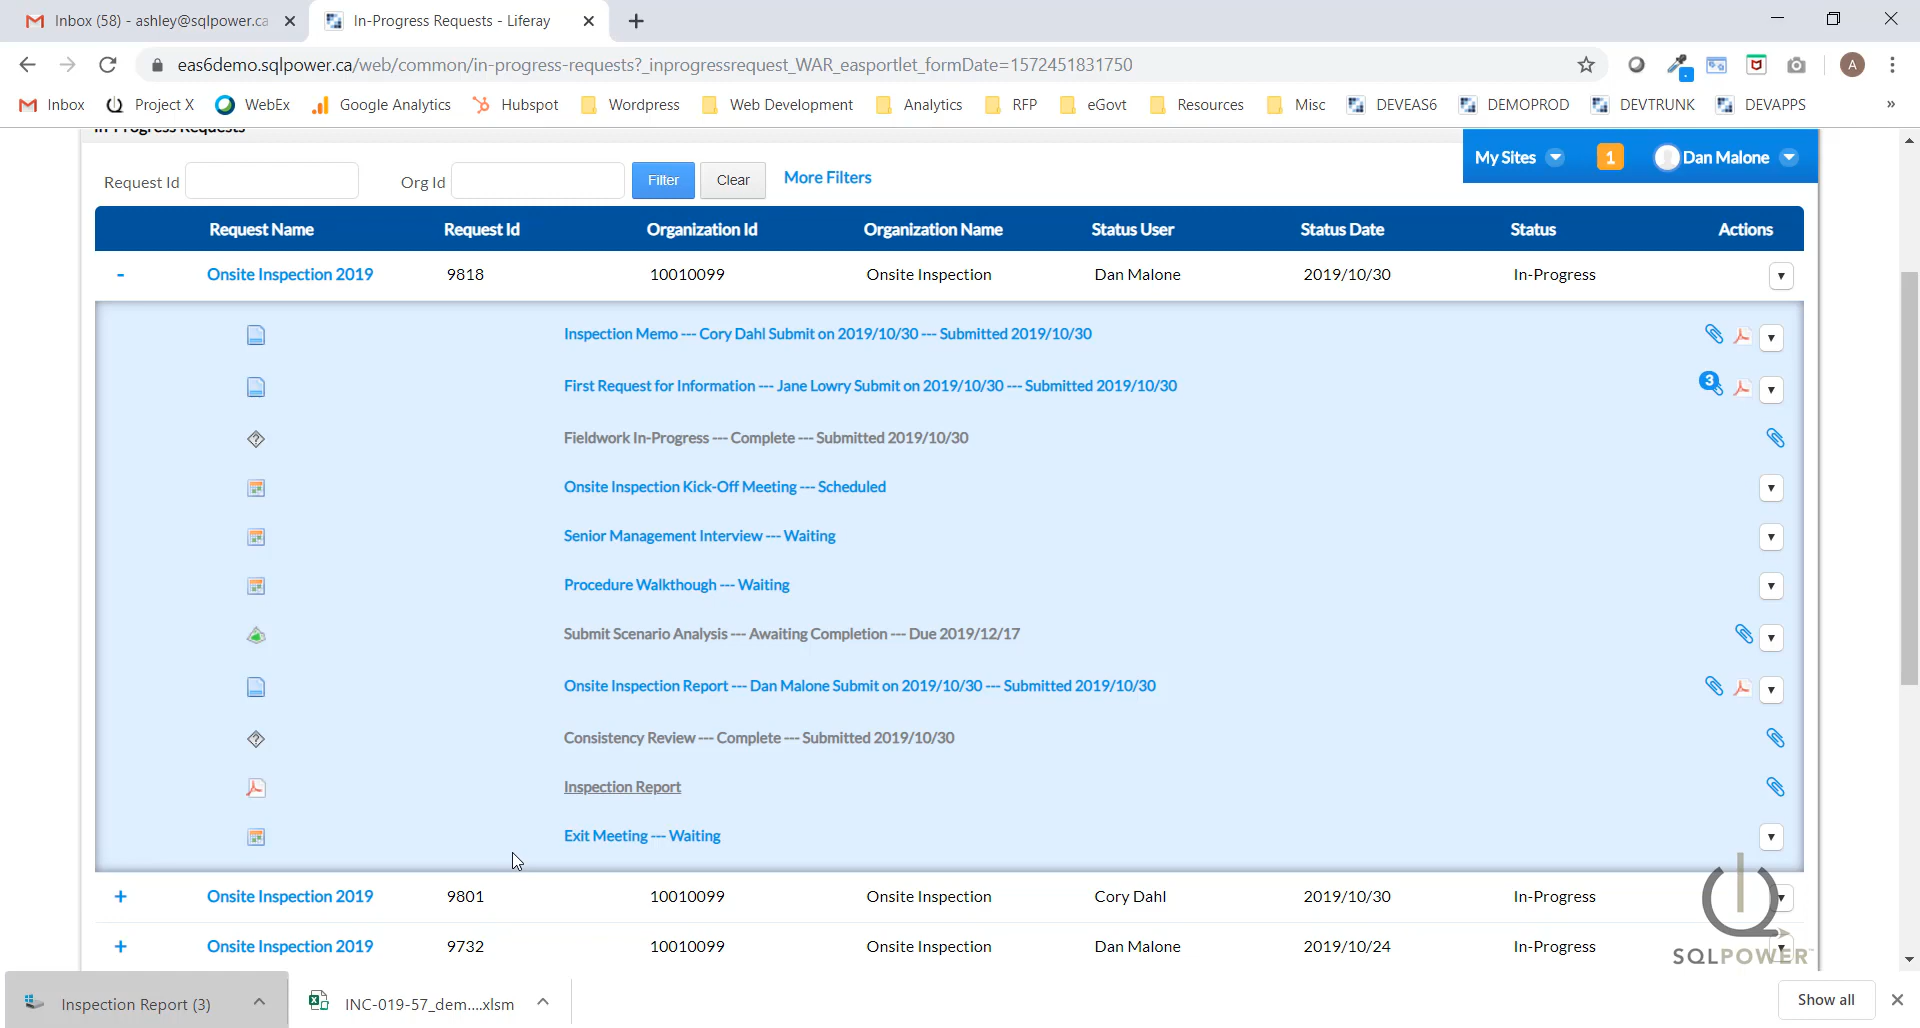 Inbox (58) - ashley@sqlpower.ca
In-Progress Requests - Liferay
eas6demo.sqlpower.ca/web/common/in-progress-requests?_inprogressrequest_WAR_easportlet_formDate=1572451831750
A
Inbox Project X WebEx Google Analytics Hubspot Wordpress Web Development Analytics RFP eGovt Resources Misc DEVEAS6 DEMOPROD DEVTRUNK DEVAPPS »
In-Progress Requests
My Sites 1 Dan Malone
Request Id Org Id Filter Clear More Filters
Request Name Request Id Organization Id Organization Name Status User Status Date Status Actions
- Onsite Inspection 2019 9818 10010099 Onsite Inspection Dan Malone 2019/10/30 In-Progress
Inspection Memo --- Cory Dahl Submit on 2019/10/30 --- Submitted 2019/10/30
First Request for Information --- Jane Lowry Submit on 2019/10/30 --- Submitted 2019/10/30 3
Fieldwork In-Progress --- Complete --- Submitted 2019/10/30
Onsite Inspection Kick-Off Meeting --- Scheduled
Senior Management Interview --- Waiting
Procedure Walkthough --- Waiting
Submit Scenario Analysis --- Awaiting Completion --- Due 2019/12/17
Onsite Inspection Report --- Dan Malone Submit on 2019/10/30 --- Submitted 2019/10/30
Consistency Review --- Complete --- Submitted 2019/10/30
Inspection Report
Exit Meeting --- Waiting
+ Onsite Inspection 2019 9801 10010099 Onsite Inspection Cory Dahl 2019/10/30 In-Progress
+ Onsite Inspection 2019 9732 10010099 Onsite Inspection Dan Malone 2019/10/24 In-Progress
SQLPOWER
Inspection Report (3) INC-019-57_dem....xlsm Show all